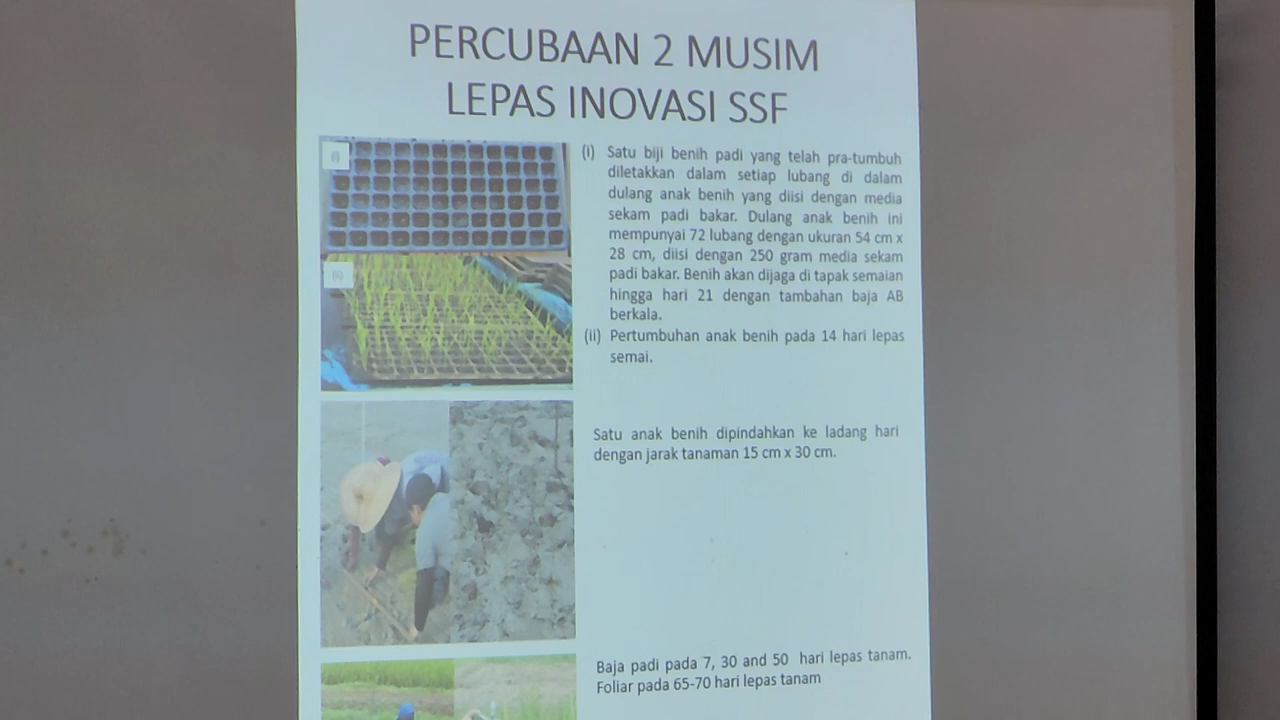 PERCUBAAN 2 MUSIM
LEPAS INOVASI SSF
(i)
(i) Satu biji benih padi yang telah pra-tumbuh
diletakkan dalam setiap lubang di dalam
dulang anak benih yang diisi dengan media
sekam padi bakar. Dulang anak benih ini
mempunyai 72 lubang dengan ukuran 54 cm x
28 cm, diisi dengan 250 gram media sekam
padi bakar. Benih akan dijaga di tapak semaian
hingga hari 21 dengan tambahan baja AB
berkala.
(ii)
(ii) Pertumbuhan anak benih pada 14 hari lepas
semai.
Satu anak benih dipindahkan ke ladang hari
dengan jarak tanaman 15 cm x 30 cm.
Baja padi pada 7, 30 and 50 hari lepas tanam.
Foliar pada 65-70 hari lepas tanam